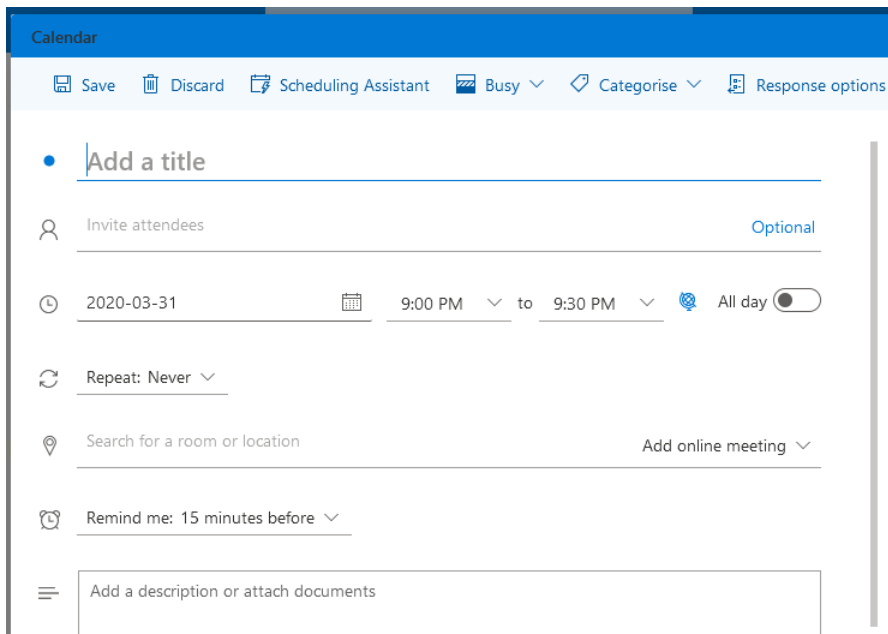 Calendar
Save Discard Scheduling Assistant Busy Categorise Response options
Add a title
Invite attendees Optional
2020-03-31 9:00 PM to 9:30 PM All day
Repeat: Never
Search for a room or location Add online meeting
Remind me: 15 minutes before
Add a description or attach documents